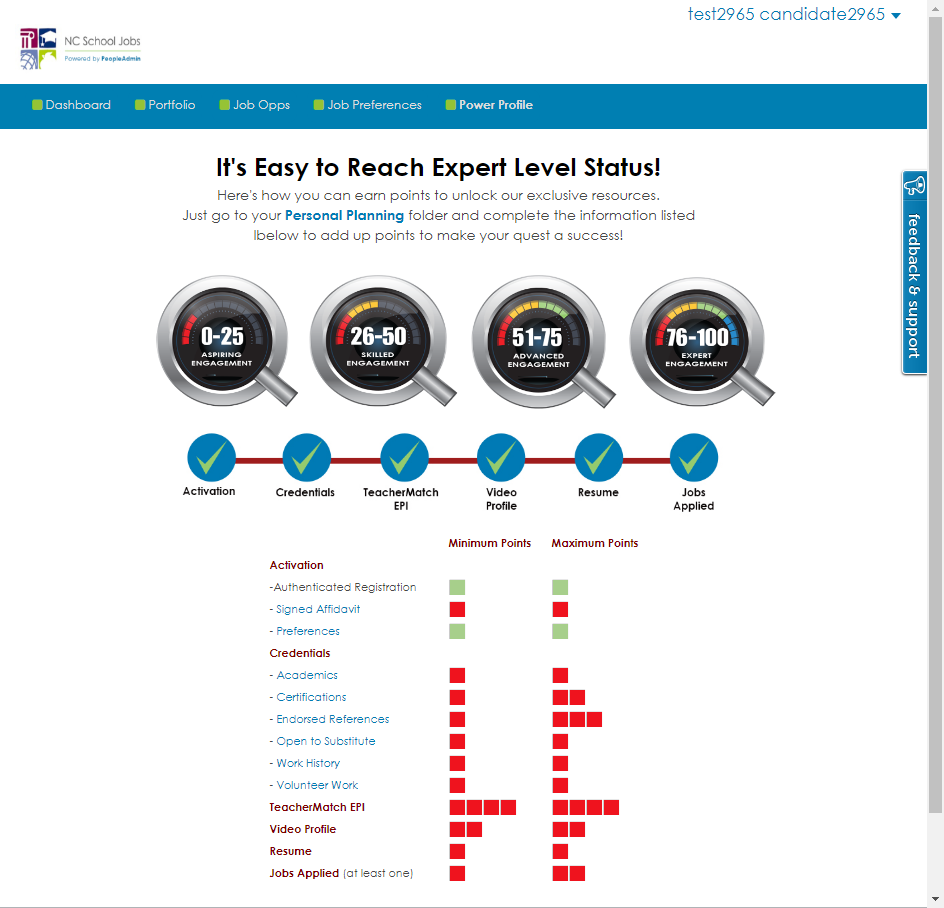 test2965 candidate2965
NC School Jobs
Powered by PeopleAdmin
Dashboard Portfolio Job Opps Job Preferences Power Profile
It's Easy to Reach Expert Level Status!
Here's how you can earn points to unlock our exclusive resources.
Just go to your Personal Planning folder and complete the information listed
lbelow to add up points to make your quest a success!
feedback & support
0-25
ASPIRING
ENGAGEMENT
26-50
SKILLED
ENGAGEMENT
51-75
ADVANCED
ENGAGEMENT
76-100
EXPERT
ENGAGEMENT
Activation
Credentials
TeacherMatch
EPI
Video
Profile
Resume
Jobs
Applied
Minimum Points Maximum Points
Activation
-Authenticated Registration
- Signed Affidavit
- Preferences
Credentials
- Academics
- Certifications
- Endorsed References
- Open to Substitute
- Work History
- Volunteer Work
TeacherMatch EPI
Video Profile
Resume
Jobs Applied (at least one)